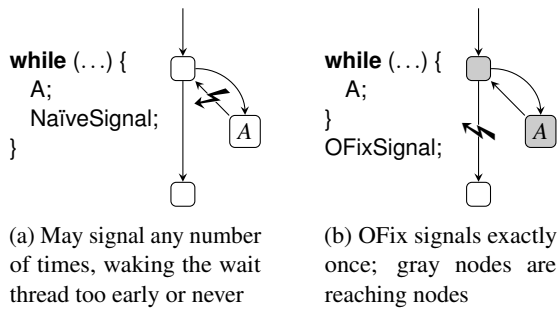 while (...) {
A;
NaïveSignal;
}
A
(a) May signal any number
of times, waking the wait
thread too early or never
while (...) {
A;
}
OFixSignal;
A
(b) OFix signals exactly
once; gray nodes are
reaching nodes